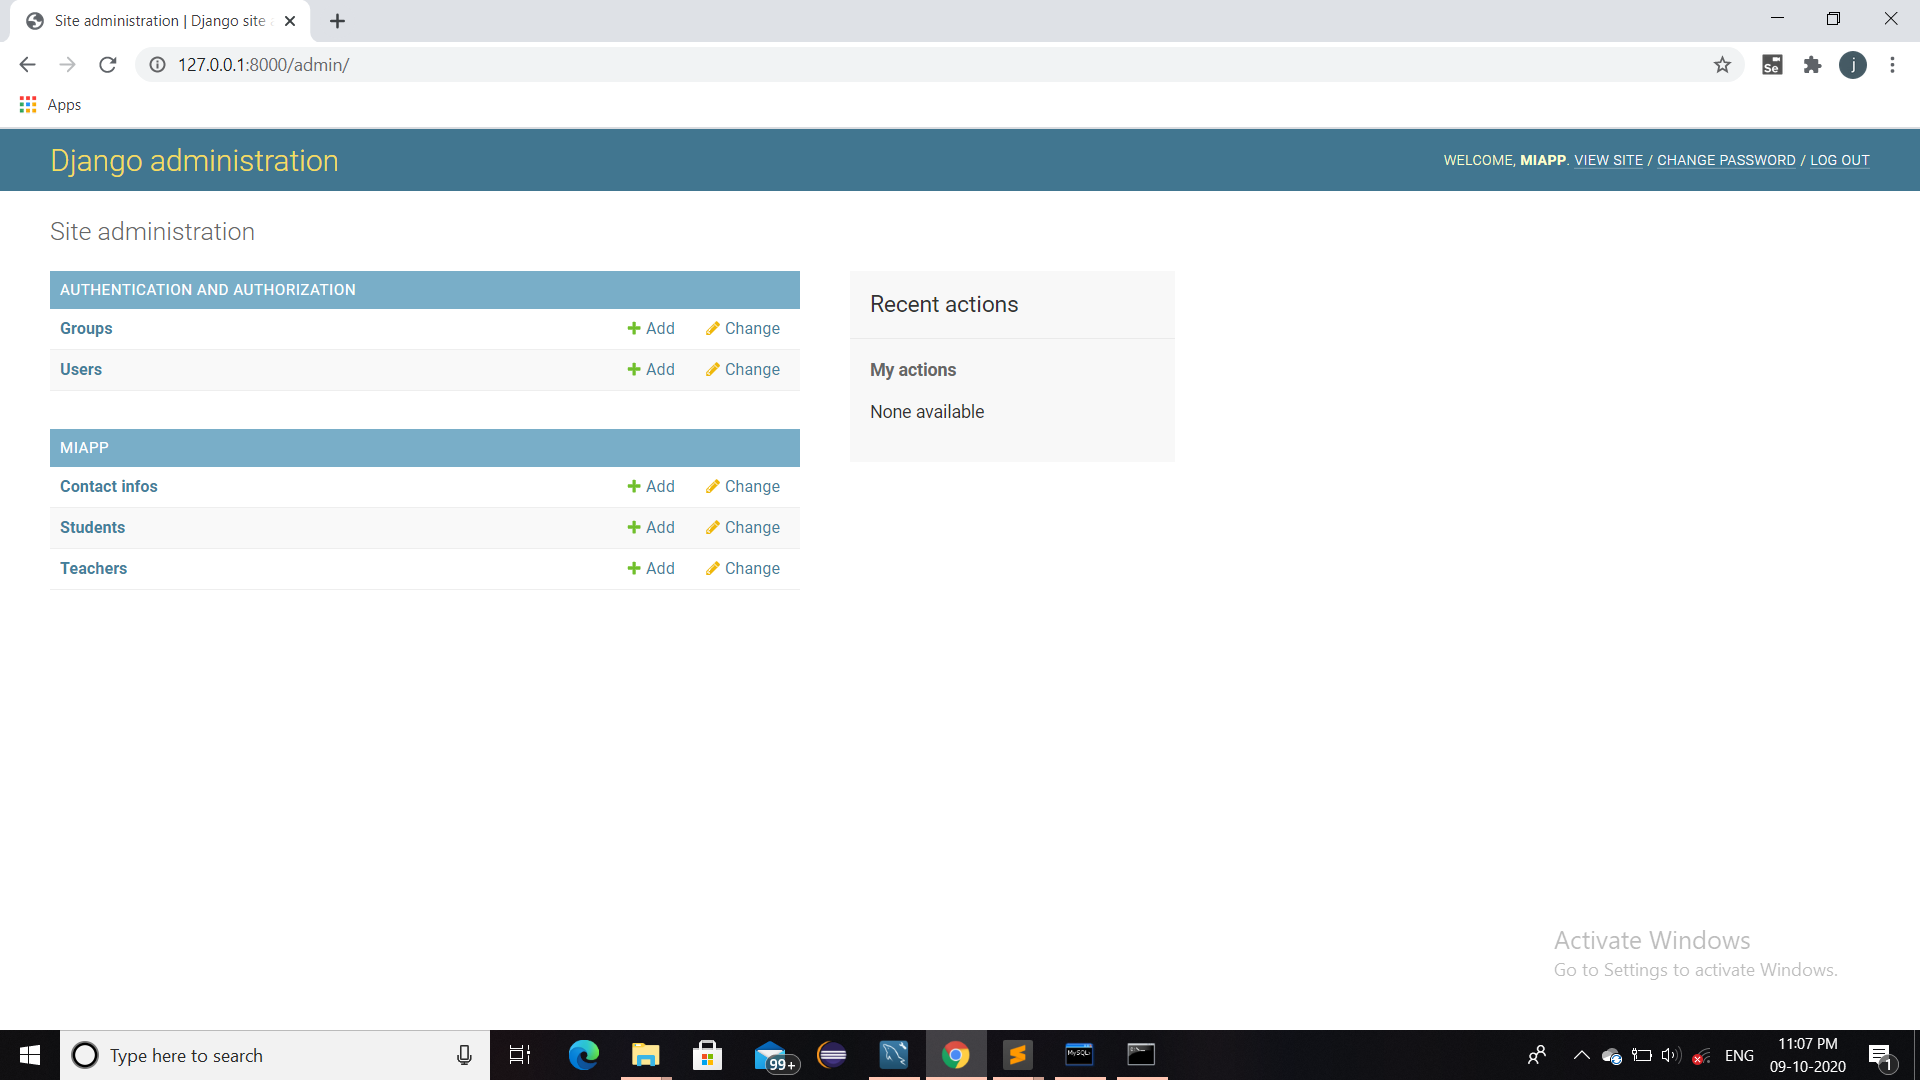 Site administration | Django site
127.0.0.1:8000/admin/
Se
j
Apps
Django administration
WELCOME, MIAPP. VIEW SITE / CHANGE PASSWORD / LOG OUT
Site administration
AUTHENTICATION AND AUTHORIZATION
Groups Add Change
Users Add Change
MIAPP
Contact infos Add Change
Students Add Change
Teachers Add Change
Recent actions
My actions
None available
Activate Windows
Go to Settings to activate Windows.
Type here to search
99+
ENG
11:07 PM
09-10-2020
1